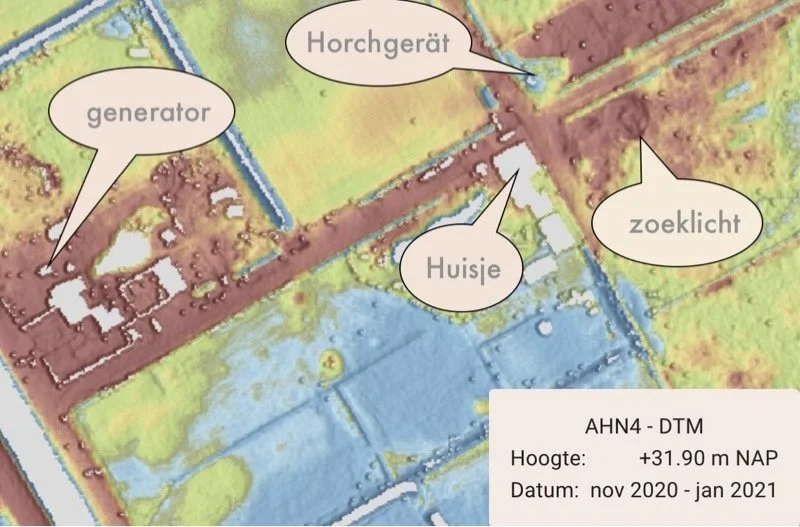 Horchgerät
generator
zoeklicht
Huisje
AHN4 - DTM
Hoogte: +31.90 m NAP
Datum: nov 2020 - jan 2021